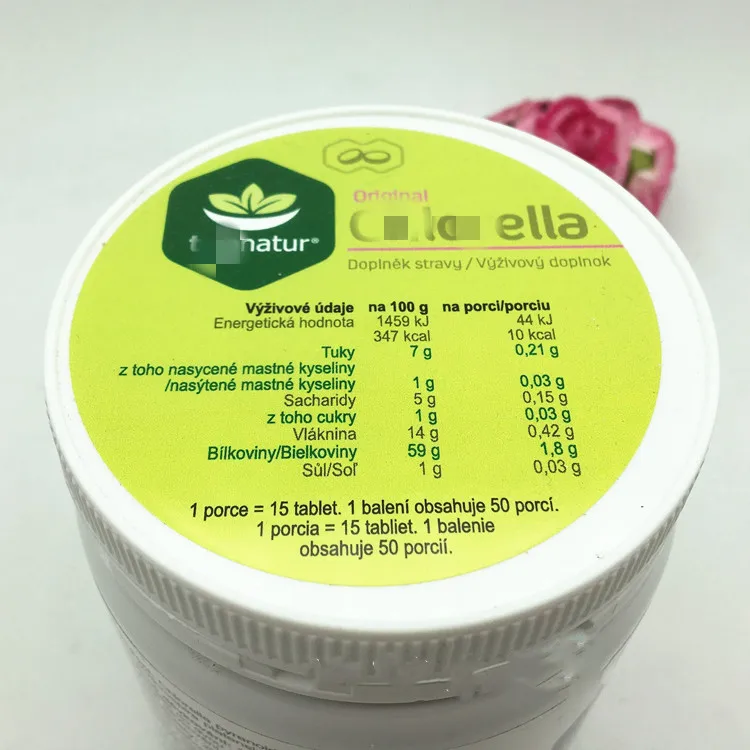 Original
ella
natur®
Doplněk stravy / Výživový doplnok
Výživové údaje na 100 g na porci/porciu
Energetická hodnota 1459 kJ 44 kJ
347 kcal 10 kcal
Tuky 7 g 0,21 g
z toho nasycené mastné kyseliny
/nasýtené mastné kyseliny 1 g 0,03 g
Sacharidy 5 g 0,15 g
z toho cukry 1 g 0,03 g
Vláknina 14 g 0,42 g
Bílkoviny/Bielkoviny 59 g 1,8 g
Sůl/Soľ 1 g 0,03 g
1 porce = 15 tablet. 1 balení obsahuje 50 porcí.
1 porcia = 15 tabliet. 1 balenie
obsahuje 50 porcií.